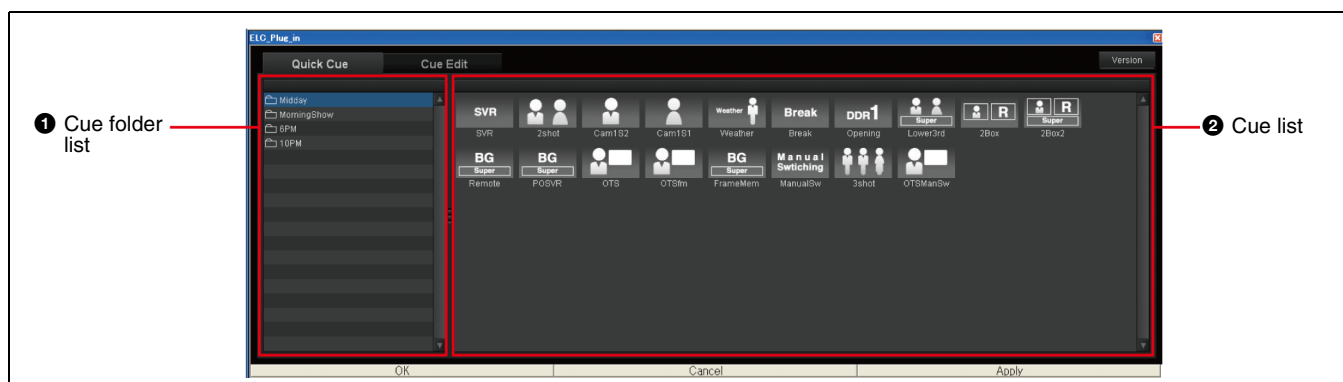 ELC_Plug_in
Quick Cue
Cue Edit
Version
❶ Cue folder
list
Midday
MorningShow
6PM
10PM
❷ Cue list
SVR
SVR
2shot
Cam1S2
Cam1S1
Weather
Weather
Break
Break
DDR1
Opening
Super
Lower3rd
R
2Box
R
Super
2Box2
BG
Super
Remote
BG
Super
POSVR
OTS
OTSfm
BG
Super
FrameMem
Manual
Swtiching
ManualSw
3shot
OTSManSw
OK
Cancel
Apply